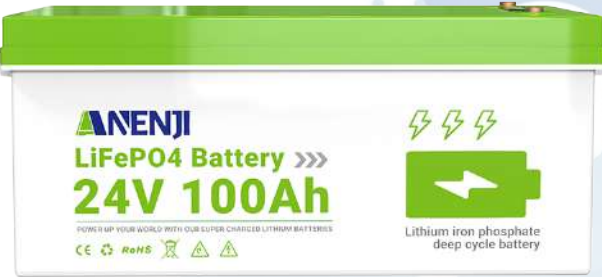 ANENJI
LiFePO4 Battery
24V 100Ah
POWER UP YOUR WORLD WITH OUR SUPER CHARGED LITHIUM BATTERIES
CE RoHS
Lithium iron phosphate
deep cycle battery